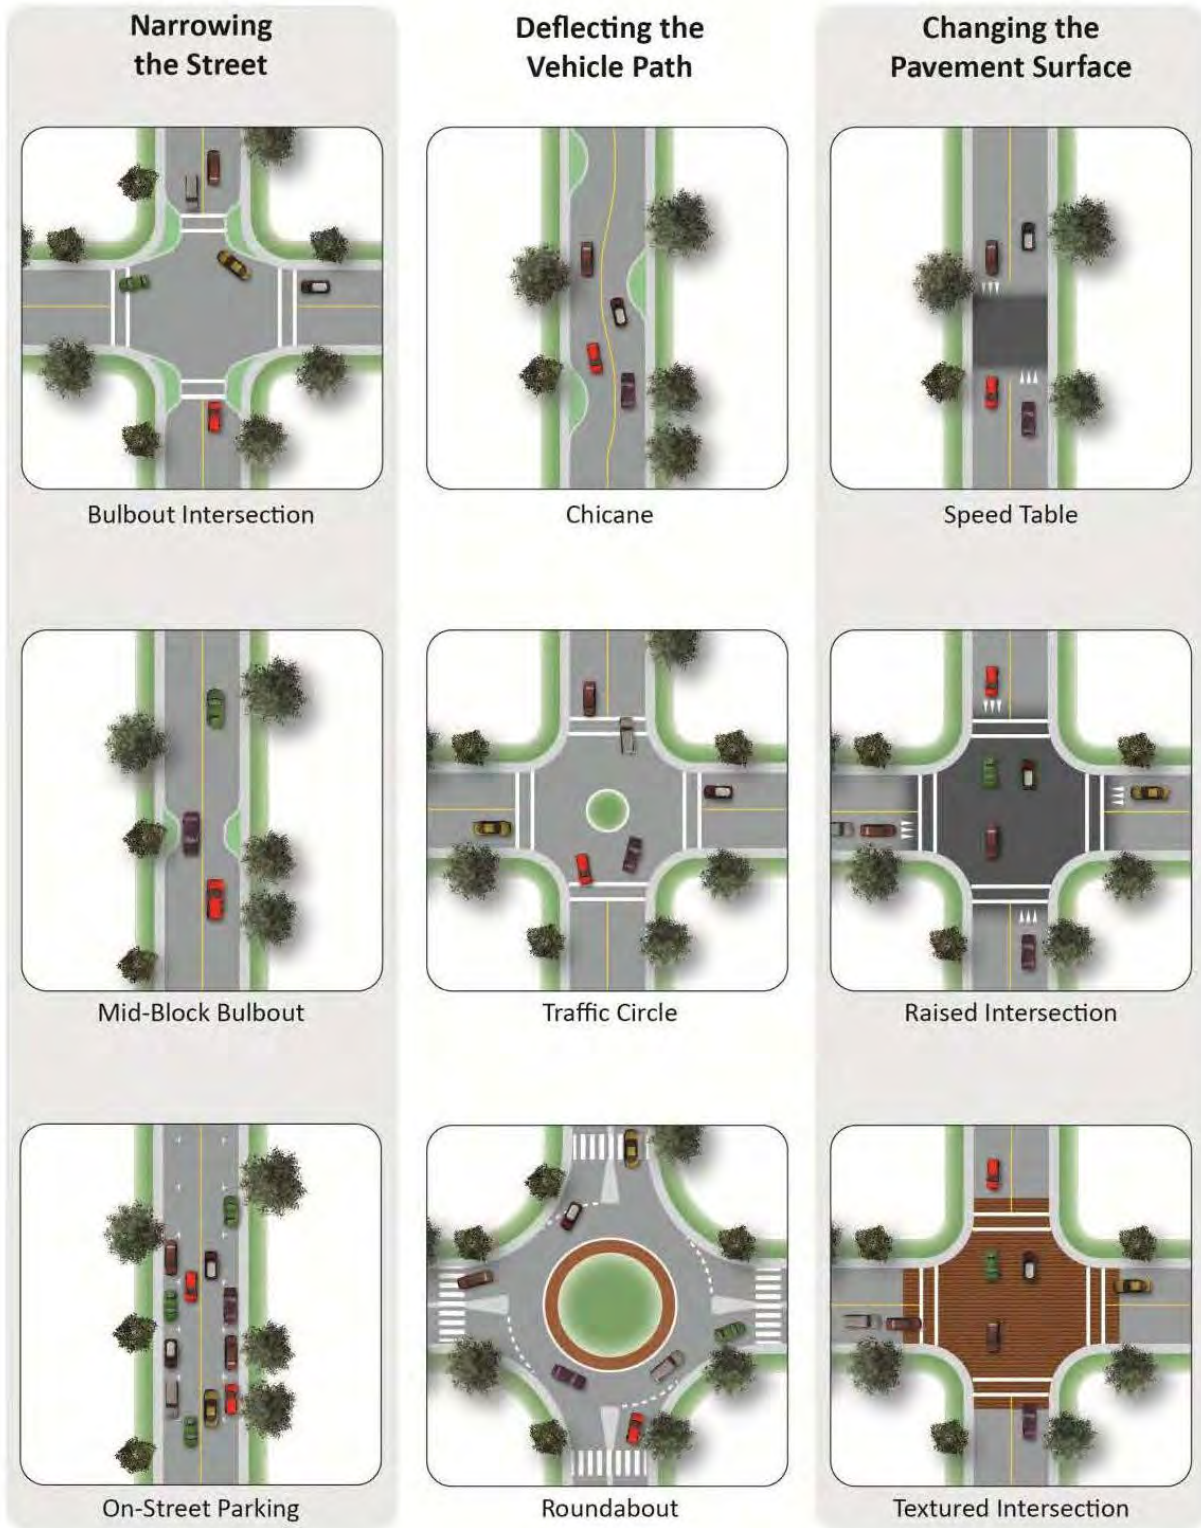 Narrowing
the Street
Deflecting the
Vehicle Path
Changing the
Pavement Surface
Bulbout Intersection
Chicane
Speed Table
Mid-Block Bulbout
Traffic Circle
Raised Intersection
On-Street Parking
Roundabout
Textured Intersection